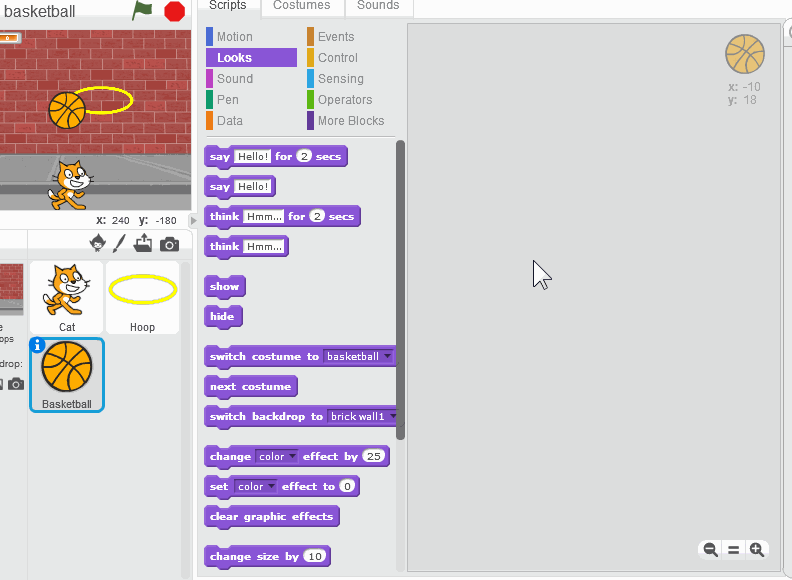 basketball
Scripts Costumes Sounds
Motion Events
Looks Control
Sound Sensing
Pen Operators
Data More Blocks
x: -10
y: 18
say Hello! for 2 secs
say Hello!
think Hmm... for 2 secs
think Hmm...
x: 240 y: -180
show
hide
Cat Hoop
switch costume to basketball
next costume
Basketball
switch backdrop to brick wall1
change color effect by 25
set color effect to 0
clear graphic effects
change size by 10